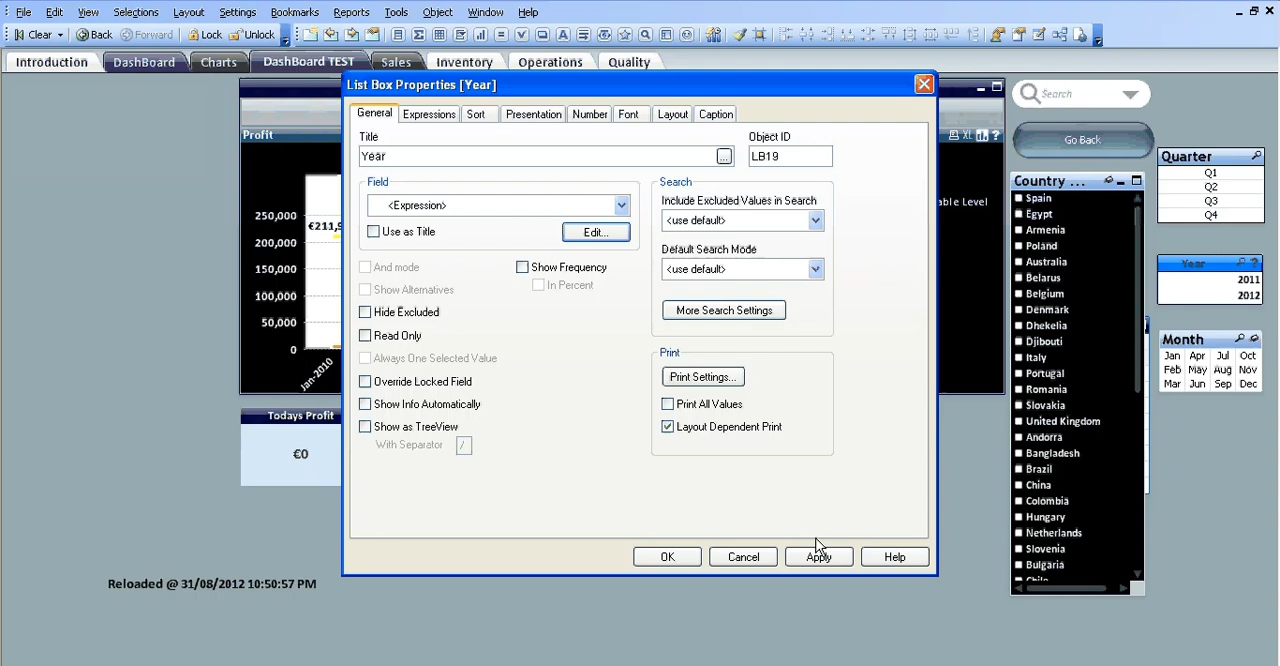 File Edit View Selections Layout Settings Bookmarks Reports Tools Object Window Help
Clear Back Forward Lock Unlock
Introduction DashBoard Charts DashBoard TEST Sales Inventory Operations Quality
List Box Properties [Year]
General Expressions Sort Presentation Number Font Layout Caption
Title
Year ...
Object ID
LB19
Field
<Expression>
Use as Title Edit...
And mode
Show Alternatives
Hide Excluded
Read Only
Always One Selected Value
Override Locked Field
Show Info Automatically
Show as TreeView
With Separator /
Show Frequency
In Percent
Search
Include Excluded Values in Search
<use default>
Default Search Mode
<use default>
More Search Settings
Print
Print Settings...
Print All Values
Layout Dependent Print
OK Cancel Apply Help
Profit
250,000
€211,
200,000
150,000
100,000
50,000
0
Jan-2010
Todays Profit
€0
Reloaded @ 31/08/2012 10:50:57 PM
XL ?
Level
Search
Go Back
Country ...
Spain
Egypt
Armenia
Poland
Australia
Belarus
Belgium
Denmark
Dhekelia
Djibouti
Italy
Portugal
Romania
Slovakia
United Kingdom
Andorra
Bangladesh
Brazil
China
Colombia
Hungary
Netherlands
Slovenia
Bulgaria
Chile
Quarter
Q1
Q2
Q3
Q4
Year ?
2011
2012
Month
Jan Apr Jul Oct
Feb May Aug Nov
Mar Jun Sep Dec